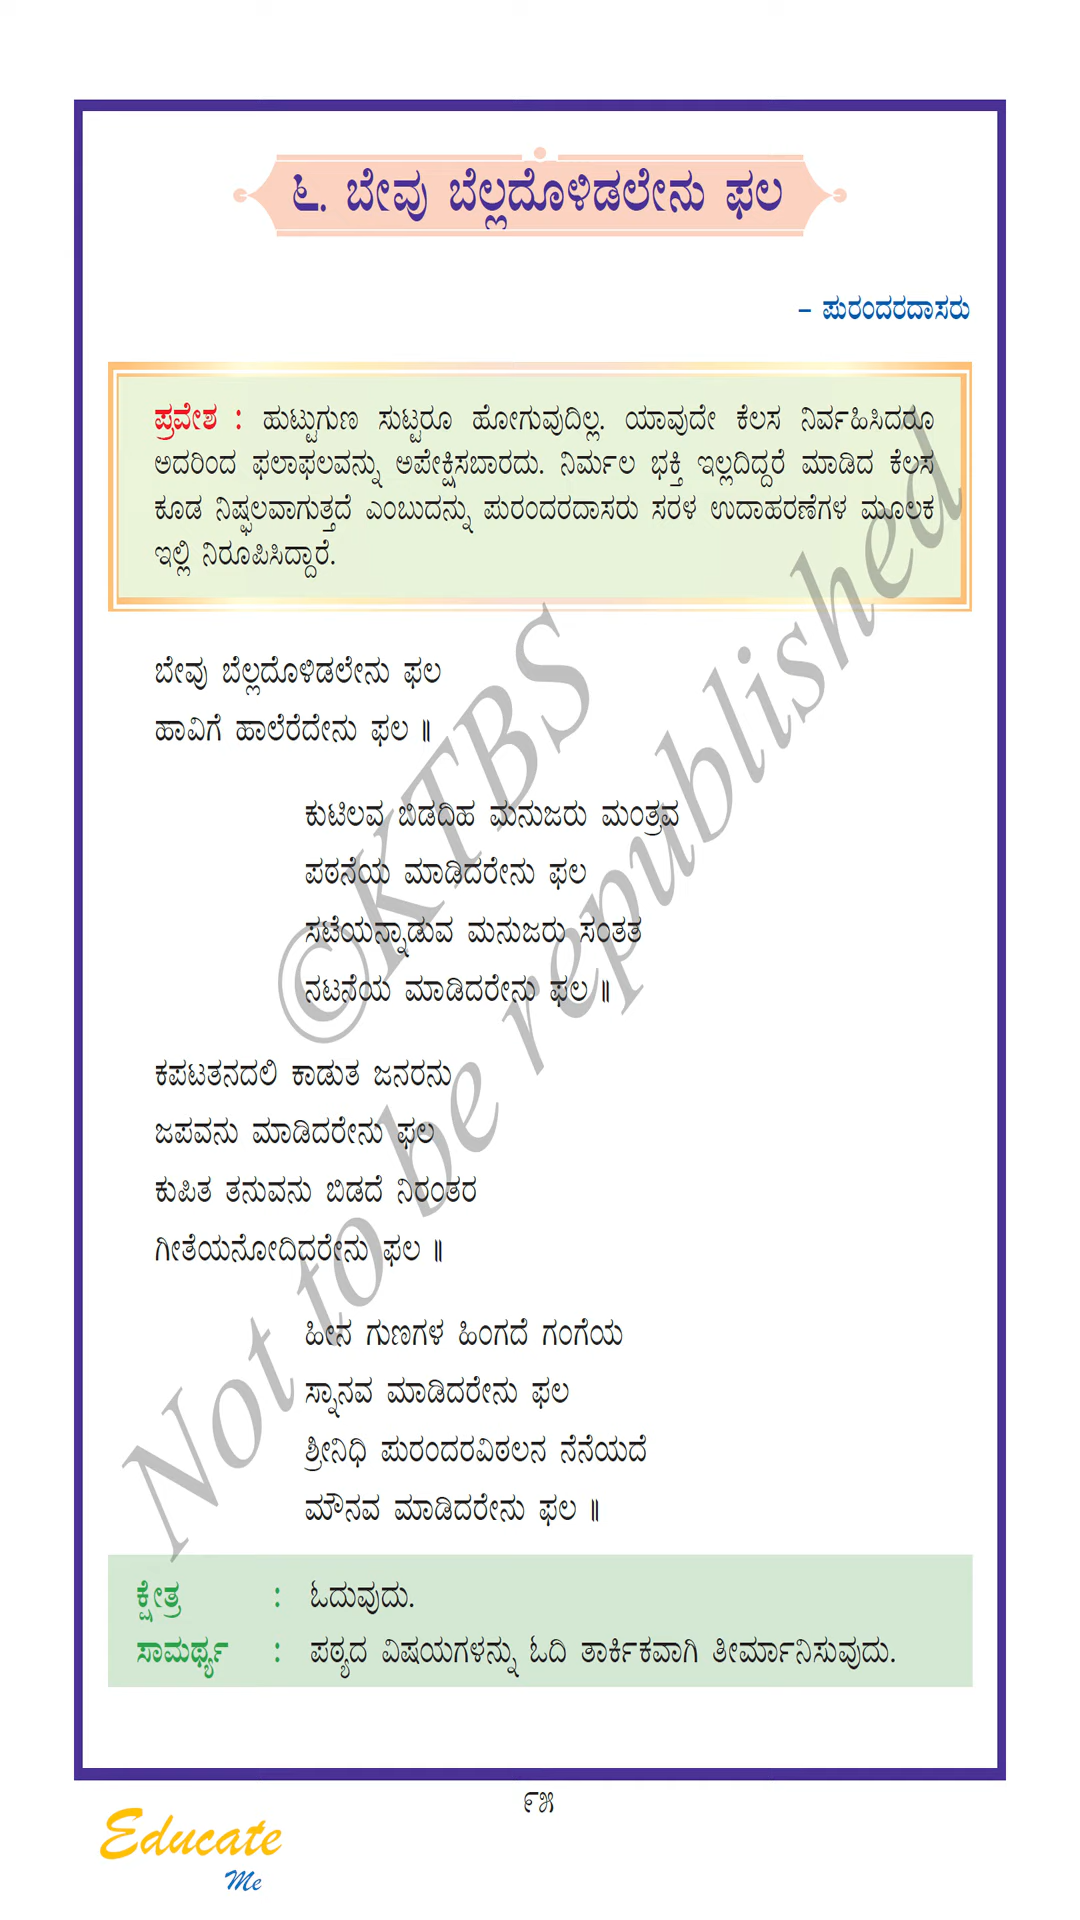 ೬. ಬೇವು ಬೆಲ್ಲದೊಳಿಡಲೇನು ಫಲ
– ಪುರಂದರದಾಸರು
ಪ್ರವೇಶ : ಹುಟ್ಟುಗುಣ ಸುಟ್ಟರೂ ಹೋಗುವುದಿಲ್ಲ. ಯಾವುದೇ ಕೆಲಸ ನಿರ್ವಹಿಸಿದರೂ
ಅದರಿಂದ ಫಲಾಫಲವನ್ನು ಅಪೇಕ್ಷಿಸಬಾರದು. ನಿರ್ಮಲ ಭಕ್ತಿ ಇಲ್ಲದಿದ್ದರೆ ಮಾಡಿದ ಕೆಲಸ
ಕೂಡ ನಿಷ್ಫಲವಾಗುತ್ತದೆ ಎಂಬುದನ್ನು ಪುರಂದರದಾಸರು ಸರಳ ಉದಾಹರಣೆಗಳ ಮೂಲಕ
ಇಲ್ಲಿ ನಿರೂಪಿಸಿದ್ದಾರೆ.
ಬೇವು ಬೆಲ್ಲದೊಳಿಡಲೇನು ಫಲ
ಹಾವಿಗೆ ಹಾಲೆರೆದೇನು ಫಲ ॥
ಕುಟಿಲವ ಬಿಡದಿಹ ಮನುಜರು ಮಂತ್ರವ
ಪಠನೆಯ ಮಾಡಿದರೇನು ಫಲ
ಸಟೆಯನ್ನಾಡುವ ಮನುಜರು ಸಂತತ
ನಟನೆಯ ಮಾಡಿದರೇನು ಫಲ ॥
ಕಪಟತನದಲಿ ಕಾಡುತ ಜನರನು
ಜಪವನು ಮಾಡಿದರೇನು ಫಲ
ಕುಪಿತ ತನುವನು ಬಿಡದೆ ನಿರಂತರ
ಗೀತೆಯನೋದಿದರೇನು ಫಲ ॥
ಹೀನ ಗುಣಗಳ ಹಿಂಗದೆ ಗಂಗೆಯ
ಸ್ನಾನವ ಮಾಡಿದರೇನು ಫಲ
ಶ್ರೀನಿಧಿ ಪುರಂದರವಿಠಲನ ನೆನೆಯದೆ
ಮೌನವ ಮಾಡಿದರೇನು ಫಲ ॥
ಕ್ಷೇತ್ರ : ಓದುವುದು.
ಸಾಮರ್ಥ್ಯ : ಪಠ್ಯದ ವಿಷಯಗಳನ್ನು ಓದಿ ತಾರ್ಕಿಕವಾಗಿ ತೀರ್ಮಾನಿಸುವುದು.
©KTBS
Not to be republished
೯೫
Educate
Me